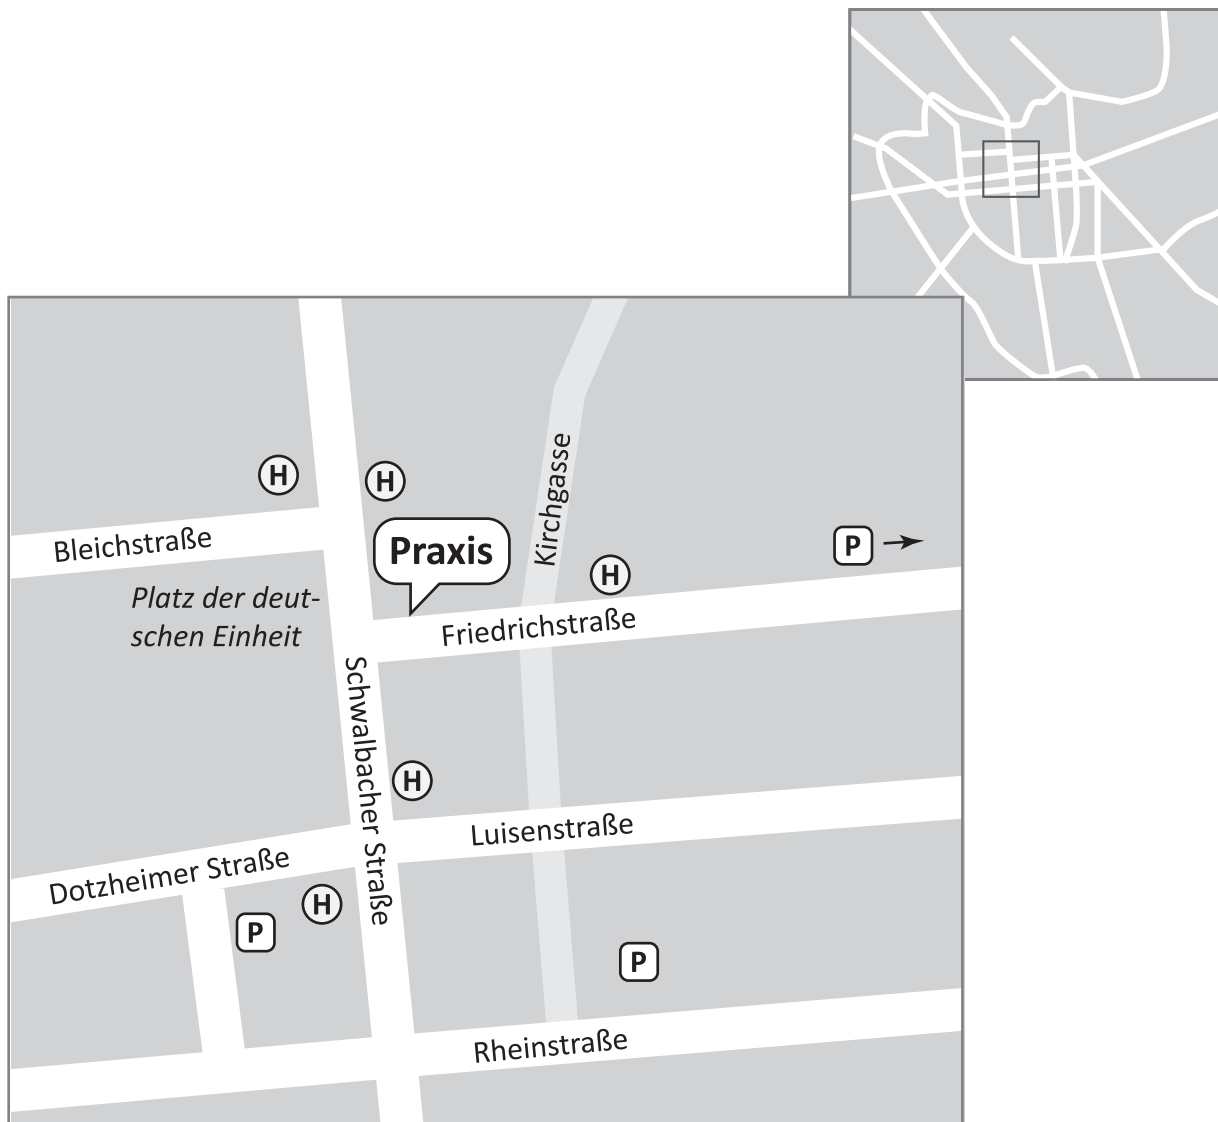 Kirchgasse
H
H
Bleichstraße
Praxis
P
H
Platz der deut-
schen Einheit
Friedrichstraße
Schwalbacher Straße
H
Luisenstraße
Dotzheimer Straße
H
P
P
Rheinstraße